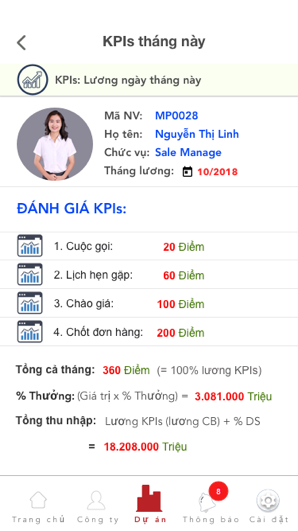 KPIs tháng này
KPIs: Lương ngày tháng này
Mã NV: MP0028
Họ tên: Nguyễn Thị Linh
Chức vụ: Sale Manage
Tháng lương: 10/2018
ĐÁNH GIÁ KPIs:
1. Cuộc gọi: 20 Điểm
2. Lịch hẹn gặp: 60 Điểm
3. Chào giá: 100 Điểm
4. Chốt đơn hàng: 200 Điểm
Tổng cả tháng: 360 Điểm (= 100% lương KPIs)
% Thưởng: (Giá trị x % Thưởng) = 3.081.000 Triệu
Tổng thu nhập: Lương KPIs (lương CB) + % DS
= 18.208.000 Triệu
8
Trang chủ Công ty Dự án Thông báo Cài đặt